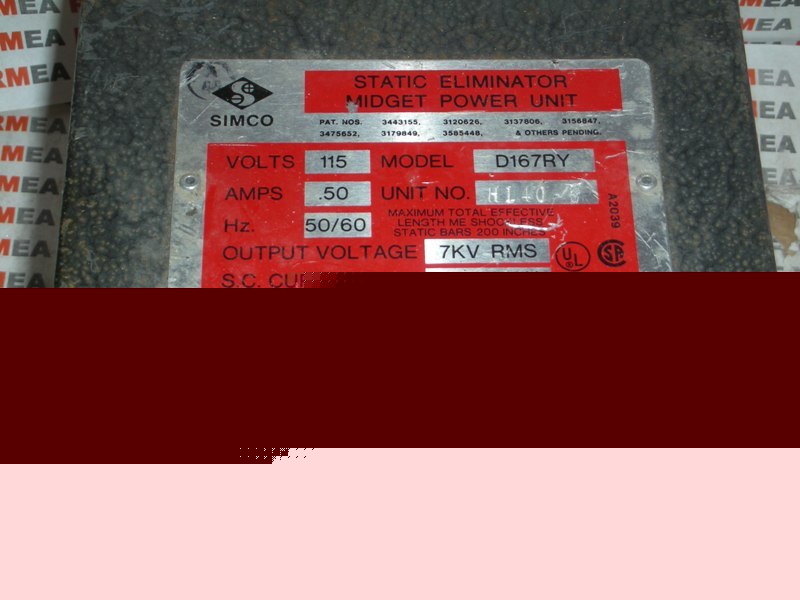 SIMCO
STATIC ELIMINATOR
MIDGET POWER UNIT
PAT. NOS. 3443155, 3120626, 3137806, 3156847,
3475652, 3179849, 3585448, & OTHERS PENDING.
VOLTS 115 MODEL D167RY
AMPS .50 UNIT NO.
Hz. 50/60 MAXIMUM TOTAL EFFECTIVE
LENGTH ME SHOCKLESS
STATIC BARS 200 INCHES
OUTPUT VOLTAGE 7KV RMS
UL
A2039
S.C.